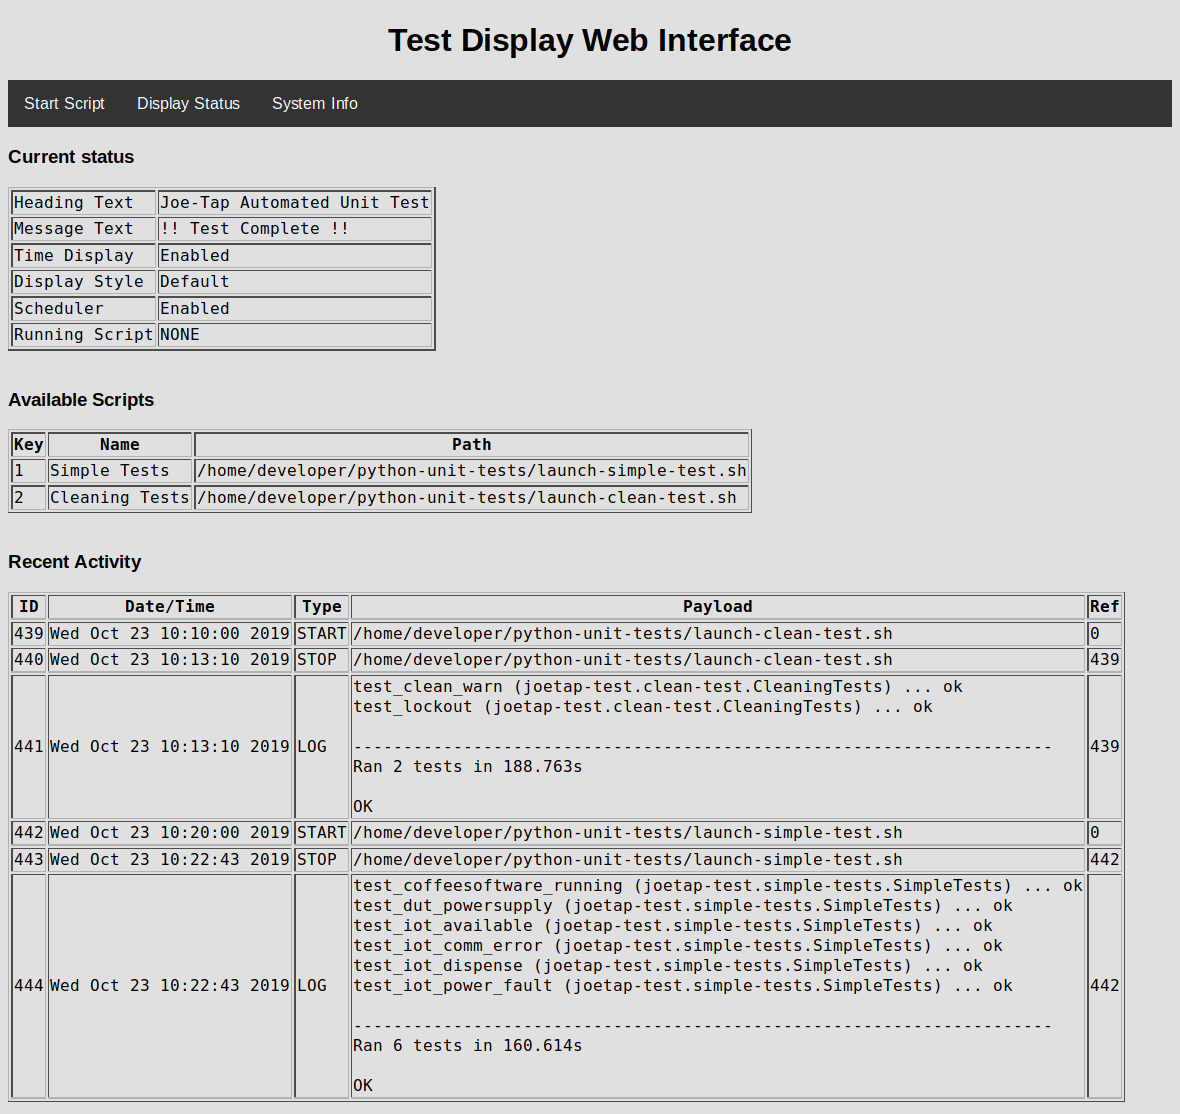 Test Display Web Interface
Start Script Display Status System Info
Current status
Heading Text Joe-Tap Automated Unit Test
Message Text !! Test Complete !!
Time Display Enabled
Display Style Default
Scheduler Enabled
Running Script NONE
Available Scripts
Key Name Path
1 Simple Tests /home/developer/python-unit-tests/launch-simple-test.sh
2 Cleaning Tests /home/developer/python-unit-tests/launch-clean-test.sh
Recent Activity
ID Date/Time Type Payload Ref
439 Wed Oct 23 10:10:00 2019 START /home/developer/python-unit-tests/launch-clean-test.sh 0
440 Wed Oct 23 10:13:10 2019 STOP /home/developer/python-unit-tests/launch-clean-test.sh 439
441 Wed Oct 23 10:13:10 2019 LOG test_clean_warn (joetap-test.clean-test.CleaningTests) ... ok
test_lockout (joetap-test.clean-test.CleaningTests) ... ok
----------------------------------------------------------------------
Ran 2 tests in 188.763s
OK
439
442 Wed Oct 23 10:20:00 2019 START /home/developer/python-unit-tests/launch-simple-test.sh 0
443 Wed Oct 23 10:22:43 2019 STOP /home/developer/python-unit-tests/launch-simple-test.sh 442
444 Wed Oct 23 10:22:43 2019 LOG test_coffeesoftware_running (joetap-test.simple-tests.SimpleTests) ... ok
test_dut_powersupply (joetap-test.simple-tests.SimpleTests) ... ok
test_iot_available (joetap-test.simple-tests.SimpleTests) ... ok
test_iot_comm_error (joetap-test.simple-tests.SimpleTests) ... ok
test_iot_dispense (joetap-test.simple-tests.SimpleTests) ... ok
test_iot_power_fault (joetap-test.simple-tests.SimpleTests) ... ok
----------------------------------------------------------------------
Ran 6 tests in 160.614s
OK
442